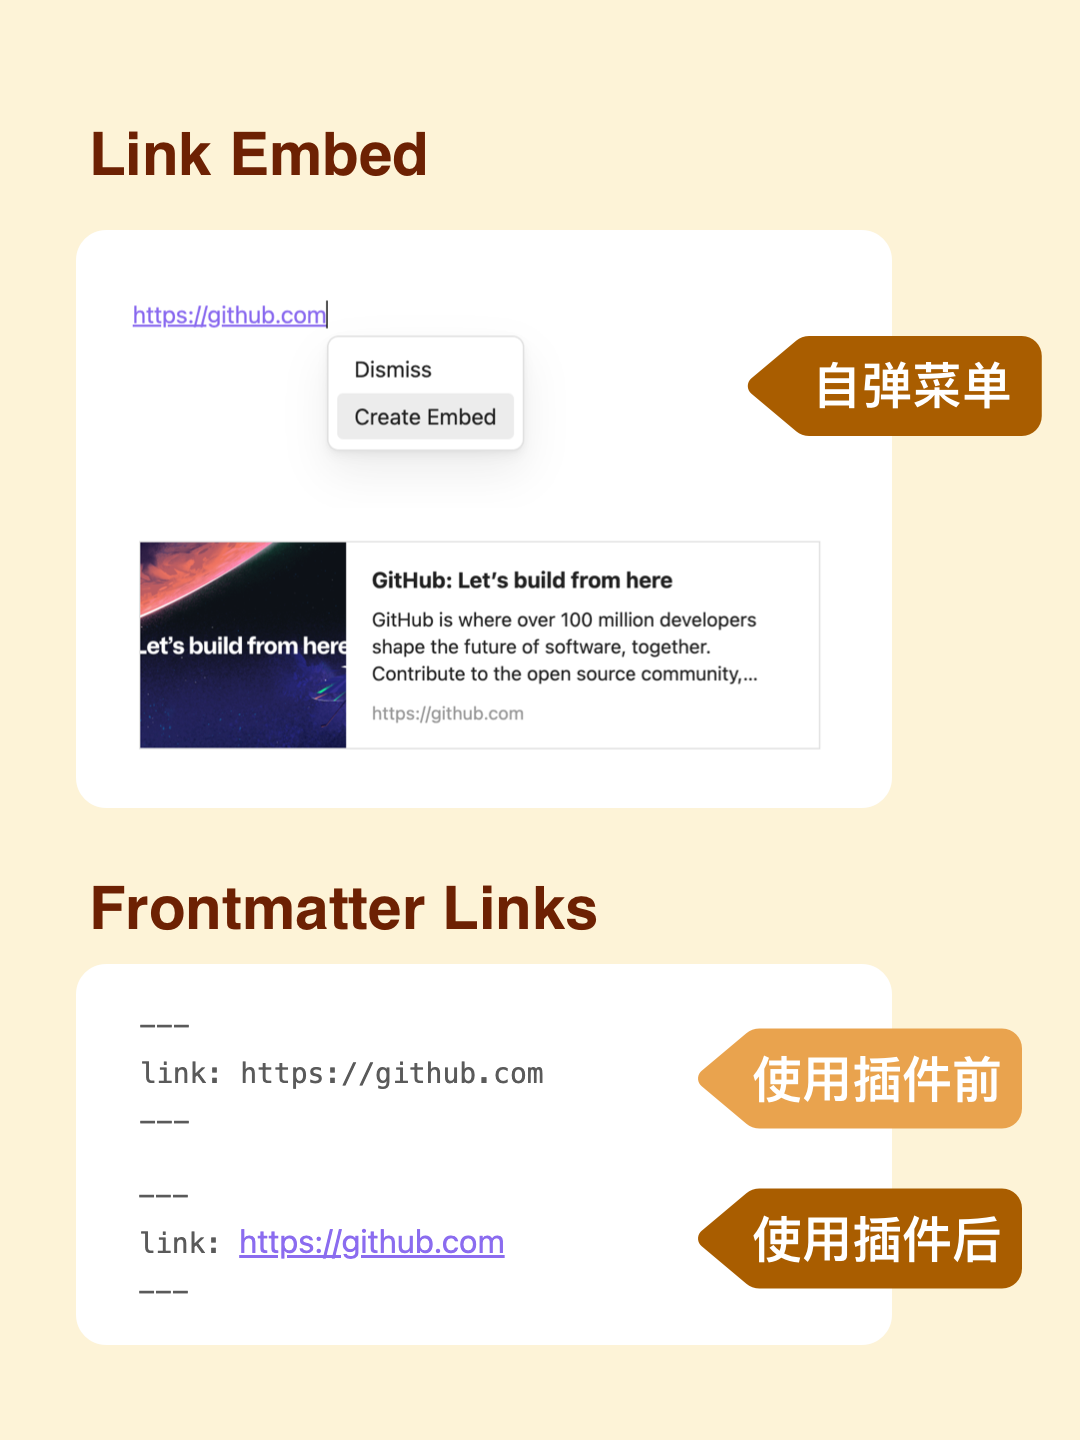 Link Embed
https://github.com
Dismiss
自弹菜单
Create Embed
Let’s build from here
GitHub: Let’s build from here
GitHub is where over 100 million developers
shape the future of software, together.
Contribute to the open source community,...
https://github.com
Frontmatter Links
---
link: https://github.com
---
使用插件前
---
link: https://github.com
---
使用插件后